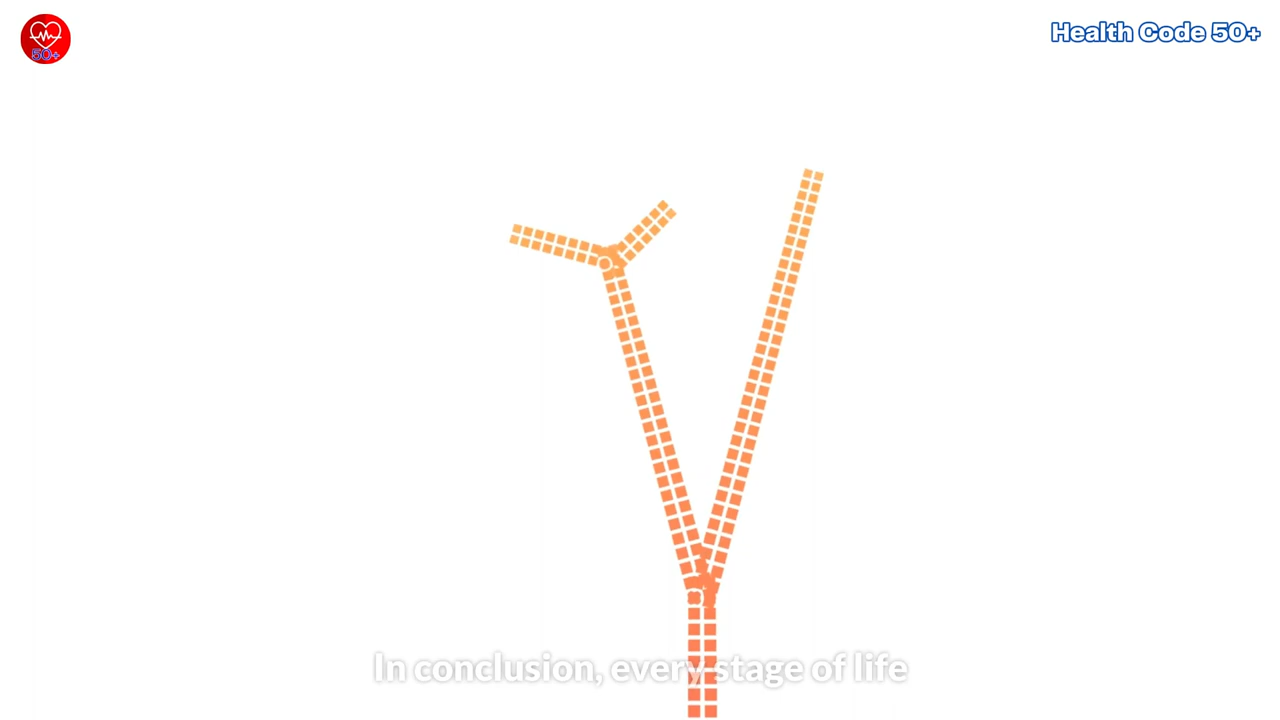 50+
Health Code 50+
In conclusion, every stage of life